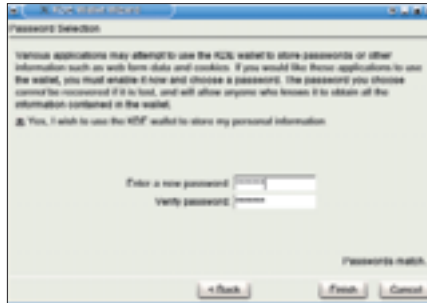 KDE Wallet Wizard
Password Selection
Various applications may attempt to use the KDE wallet to store passwords or other
information such as web form data and cookies. If you would like these applications to use
the wallet, you must enable it now and choose a password. The password you choose
cannot be recovered if it is lost, and will allow anyone who knows it to obtain all the
information contained in the wallet.
Yes, I wish to use the KDE wallet to store my personal information
Enter a new password:
Verify password:
Passwords match.
< Back
Finish
Cancel